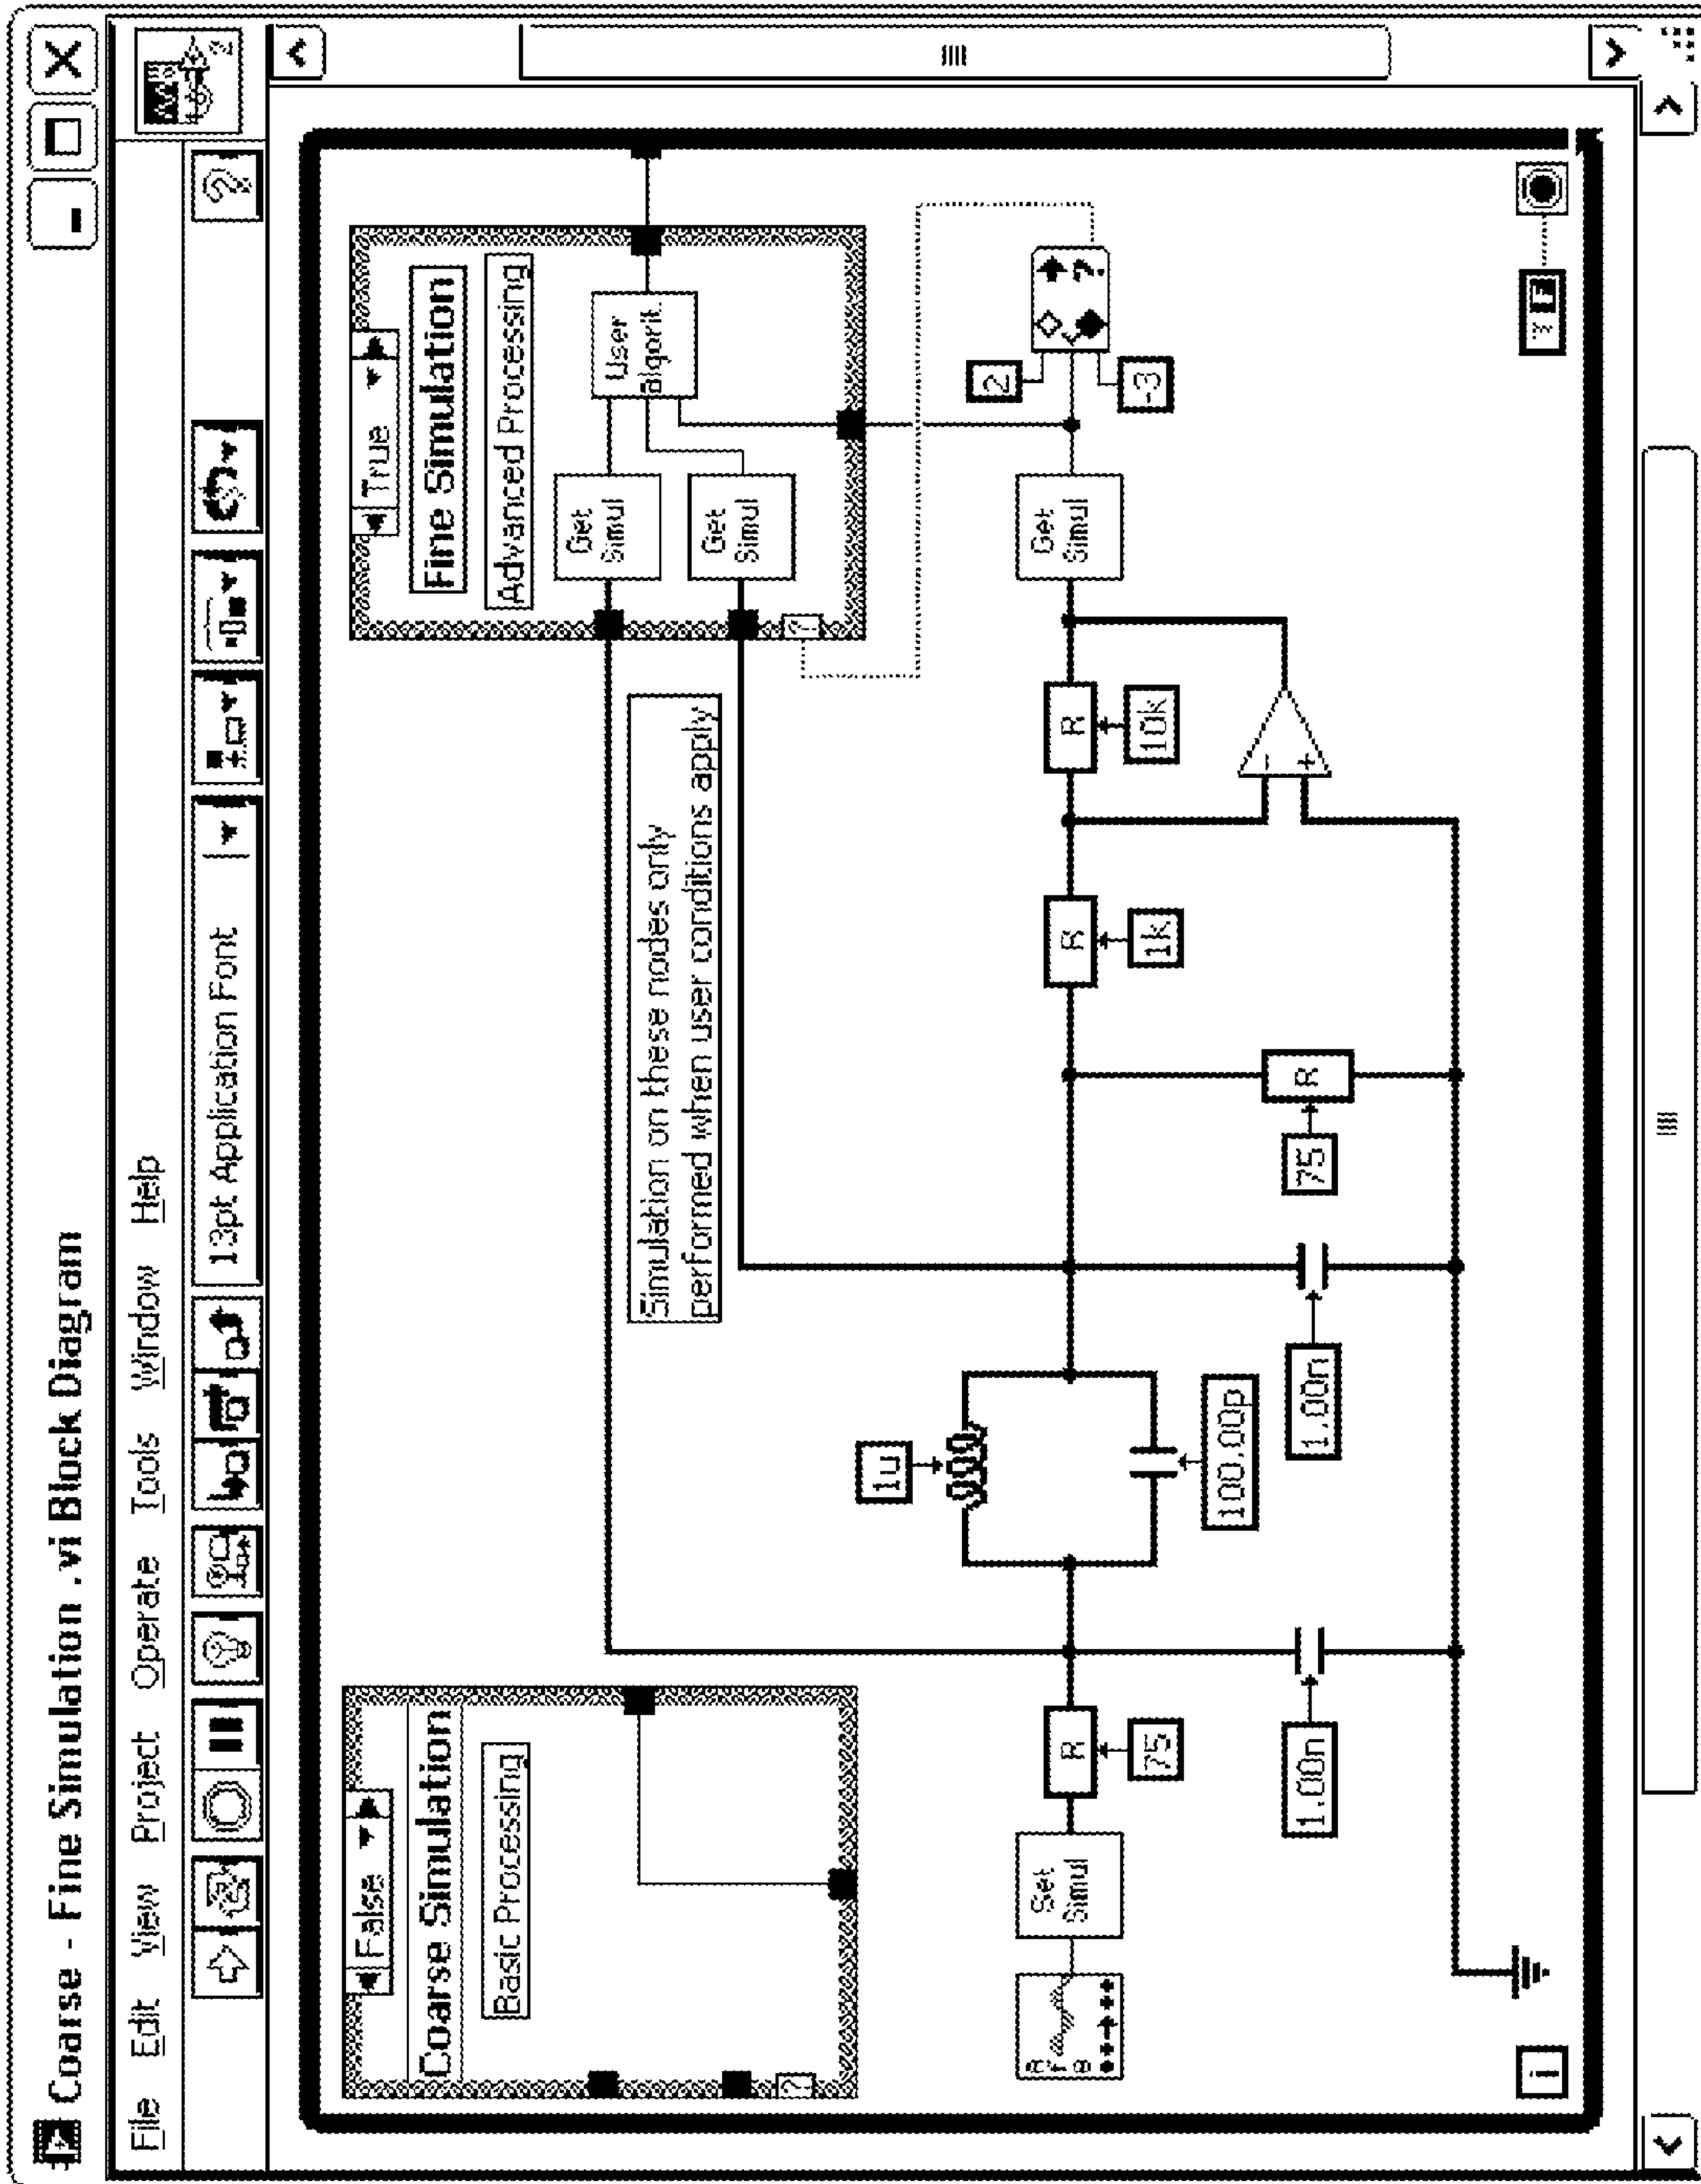 Coarse - Fine Simulation .vi Block Diagram
File Edit View Project Operate Tools Window Help
13pt Application Font
?
2
False
Coarse Simulation
Basic Processing
?
True
Fine Simulation
Advanced Processing
Get
Simul
Get
Simul
User
algorit.
?
Simulation on these nodes only
performed when user conditions apply
Set
Simul
R
75
1.00n
1u
100.00p
1.00n
75
R
R
1k
R
10k
-
+
Get
Simul
2
-3
?
i